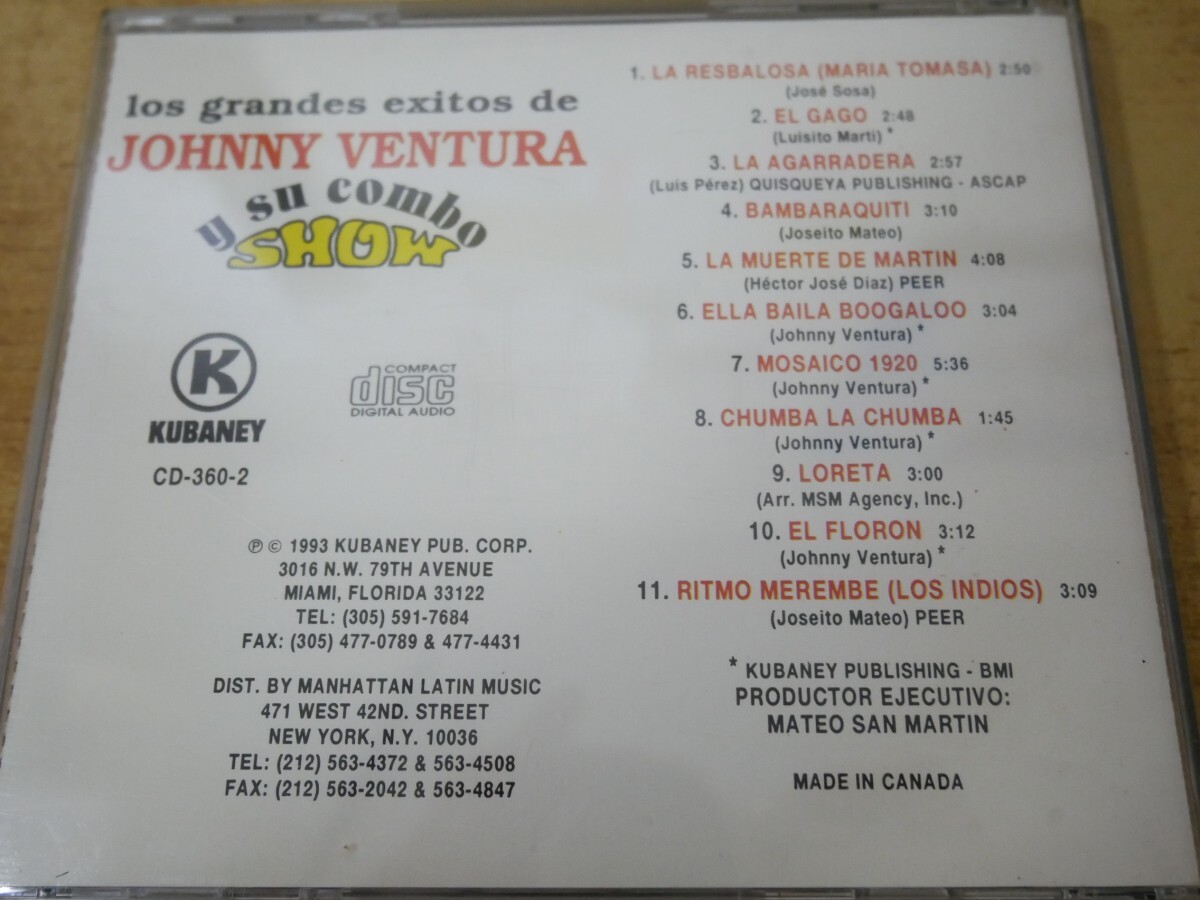 los grandes exitos de
JOHNNY VENTURA
y su combo
SHOW
K
KUBANEY
CD-360-2
COMPACT
disc
DIGITAL AUDIO
℗ © 1993 KUBANEY PUB. CORP.
3016 N.W. 79TH AVENUE
MIAMI, FLORIDA 33122
TEL: (305) 591-7684
FAX: (305) 477-0789 & 477-4431
DIST. BY MANHATTAN LATIN MUSIC
471 WEST 42ND. STREET
NEW YORK, N.Y. 10036
TEL: (212) 563-4372 & 563-4508
FAX: (212) 563-2042 & 563-4847
1. LA RESBALOSA (MARIA TOMASA) 2:50
(José Sosa)
2. EL GAGO 2:48
(Luisito Marti) *
3. LA AGARRADERA 2:57
(Luis Pérez) QUISQUEYA PUBLISHING - ASCAP
4. BAMBARAQUITI 3:10
(Joseito Mateo)
5. LA MUERTE DE MARTIN 4:08
(Héctor José Diaz) PEER
6. ELLA BAILA BOOGALOO 3:04
(Johnny Ventura) *
7. MOSAICO 1920 5:36
(Johnny Ventura) *
8. CHUMBA LA CHUMBA 1:45
(Johnny Ventura) *
9. LORETA 3:00
(Arr. MSM Agency, Inc.)
10. EL FLORON 3:12
(Johnny Ventura) *
11. RITMO MEREMBE (LOS INDIOS) 3:09
(Joseito Mateo) PEER
* KUBANEY PUBLISHING - BMI
PRODUCTOR EJECUTIVO:
MATEO SAN MARTIN
MADE IN CANADA